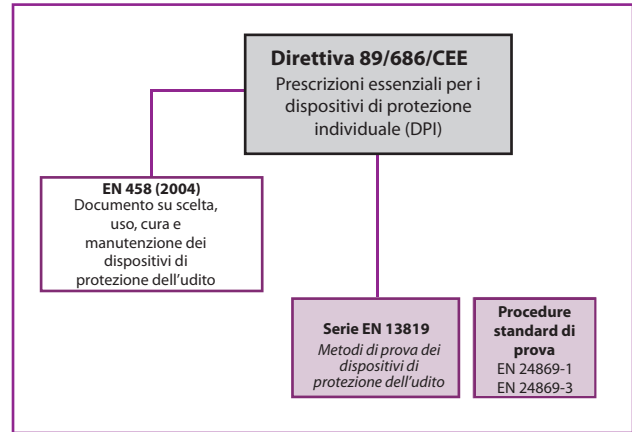 Direttiva 89/686/CEE
Prescrizioni essenziali per i
dispositivi di protezione
individuale (DPI)
EN 458 (2004)
Documento su scelta,
uso, cura e
manutenzione dei
dispositivi di
protezione dell'udito
Serie EN 13819
Metodi di prova dei
dispositivi di
protezione dell'udito
Procedure
standard di
prova
EN 24869-1
EN 24869-3